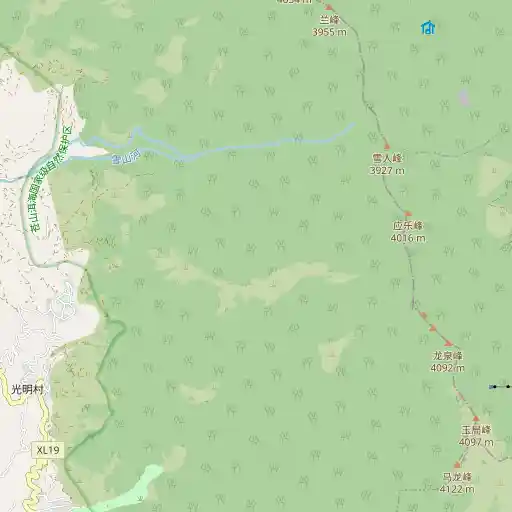 兰峰
3955 m
雪人峰
3927 m
应乐峰
4016 m
苍山洱海国家级自然保护区
龙泉峰
4092 m
光明村
玉局峰
4097 m
XL19
马龙峰
4122 m